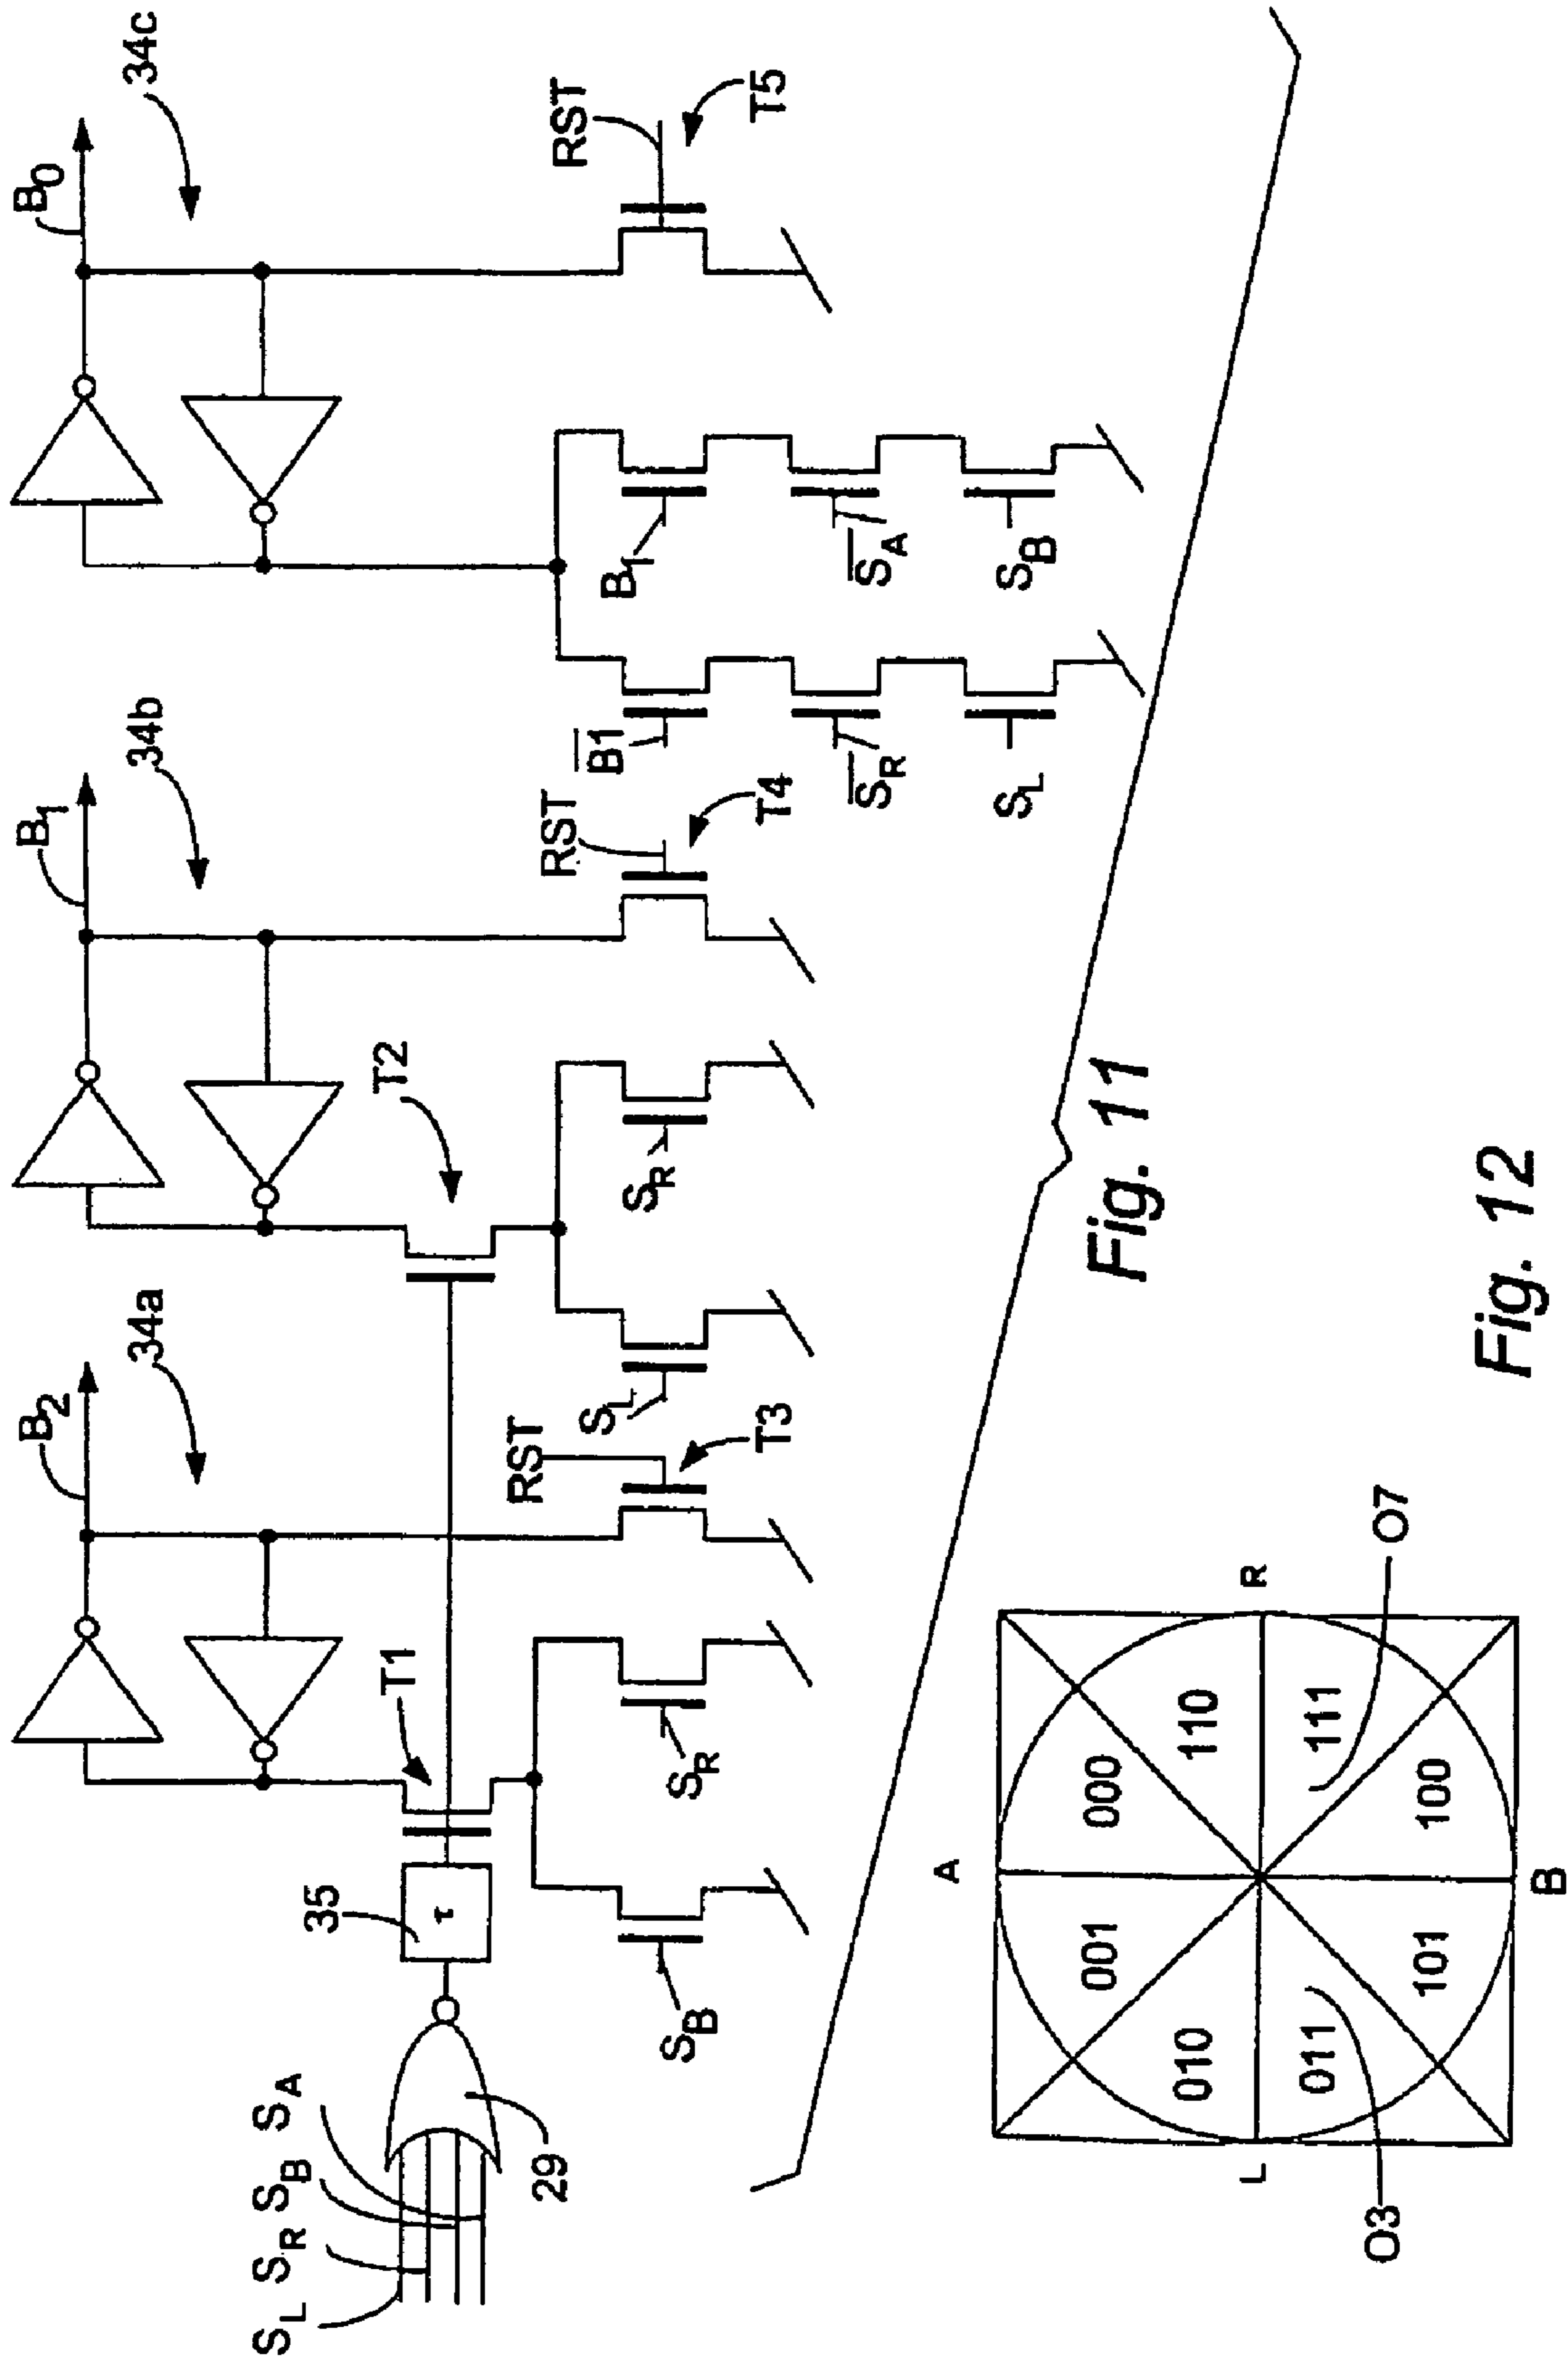 B2
34a
B1
34b
B0
34c
T1
T2
35
τ
SL SR SB SA
29
SB
SR
RST
T3
SL
SR
RST
T4
B̅1̅
S̅R̅
SL
B1
S̅A̅
SB
RST
T5
Fig. 11
A
001
000
010
110
L
R
011
111
101
100
B
O3
O7
Fig. 12